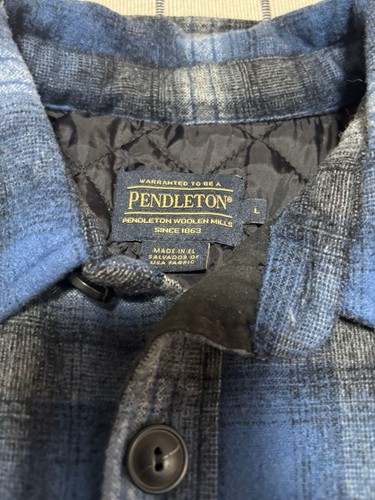 WARRANTED TO BE A
PENDLETON®
PENDLETON WOOLEN MILLS
SINCE 1863
L
MADE IN EL
SALVADOR OF
USA FABRIC